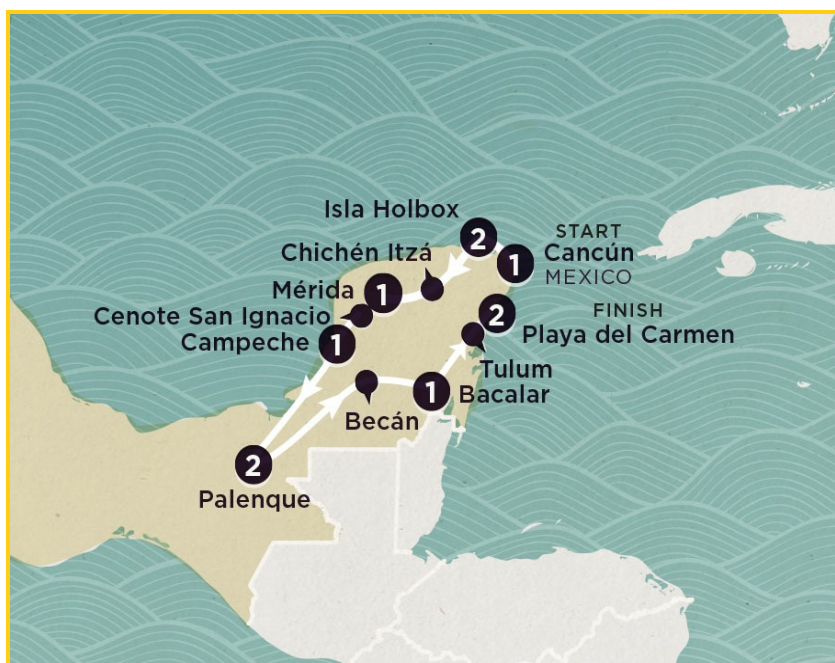 Isla Holbox
2
START
Cancún
MEXICO
1
Chichén Itzá
Mérida
1
Cenote San Ignacio
Campeche
1
2
FINISH
Playa del Carmen
Tulum
1
Bacalar
Becán
2
Palenque